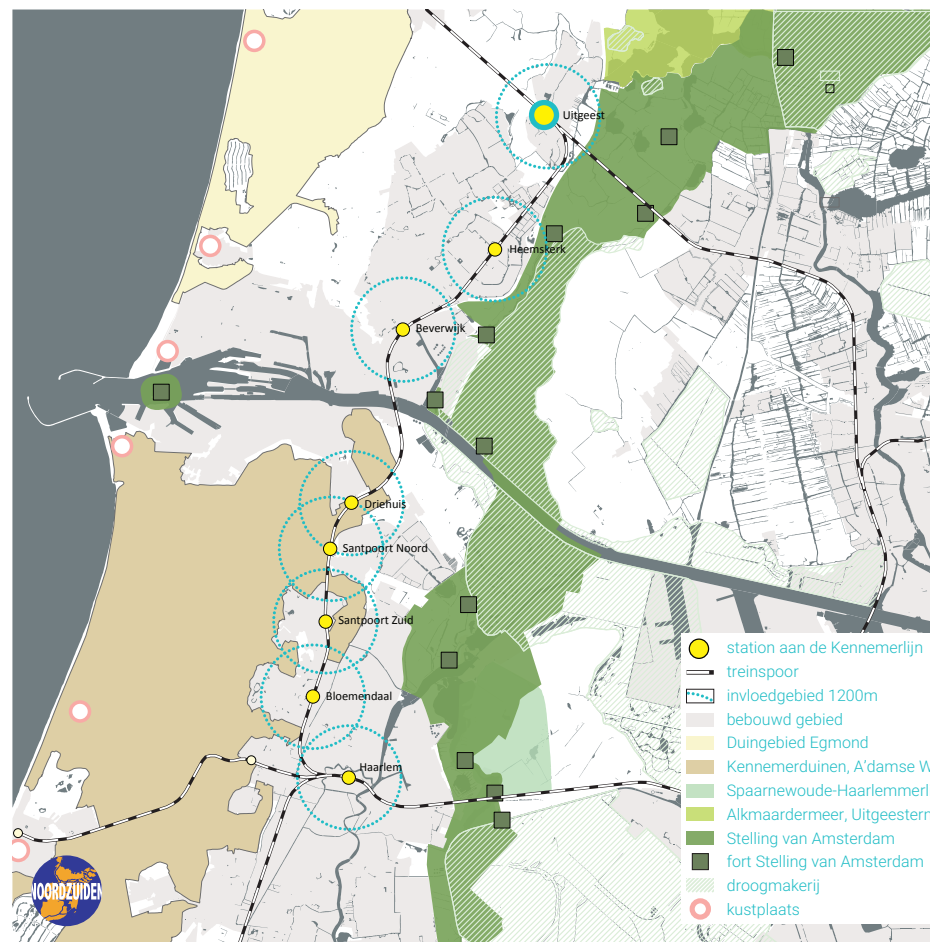 Uitgeest
Heemskerk
Beverwijk
Driehuis
Santpoort Noord
Santpoort Zuid
Bloemendaal
Haarlem
station aan de Kennemerlijn
treinspoor
invloedgebied 1200m
bebouwd gebied
Duingebied Egmond
Kennemerduinen, A'damse W
Spaarnewoude-Haarlemmerl
Alkmaardermeer, Uitgeestern
Stelling van Amsterdam
fort Stelling van Amsterdam
droogmakerij
kustplaats
NOORDZUIDEN